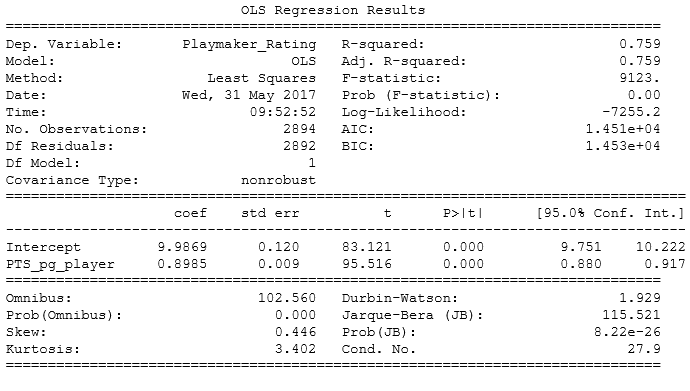 OLS Regression Results
==============================================================================
Dep. Variable: Playmaker_Rating R-squared: 0.759
Model: OLS Adj. R-squared: 0.759
Method: Least Squares F-statistic: 9123.
Date: Wed, 31 May 2017 Prob (F-statistic): 0.00
Time: 09:52:52 Log-Likelihood: -7255.2
No. Observations: 2894 AIC: 1.451e+04
Df Residuals: 2892 BIC: 1.453e+04
Df Model: 1
Covariance Type: nonrobust
=================================================================================
coef std err t P>|t| [95.0% Conf. Int.]
---------------------------------------------------------------------------------
Intercept 9.9869 0.120 83.121 0.000 9.751 10.222
PTS_pg_player 0.8985 0.009 95.516 0.000 0.880 0.917
==============================================================================
Omnibus: 102.560 Durbin-Watson: 1.929
Prob(Omnibus): 0.000 Jarque-Bera (JB): 115.521
Skew: 0.446 Prob(JB): 8.22e-26
Kurtosis: 3.402 Cond. No. 27.9
==============================================================================